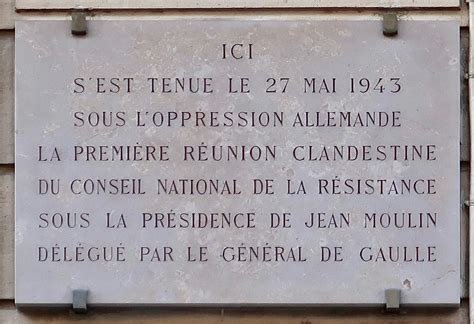 ICI
S'EST TENUE LE 27 MAI 1943
SOUS L'OPPRESSION ALLEMANDE
LA PREMIÈRE RÉUNION CLANDESTINE
DU CONSEIL NATIONAL DE LA RÉSISTANCE
SOUS LA PRÉSIDENCE DE JEAN MOULIN
DÉLÉGUÉ PAR LE GÉNÉRAL DE GAULLE